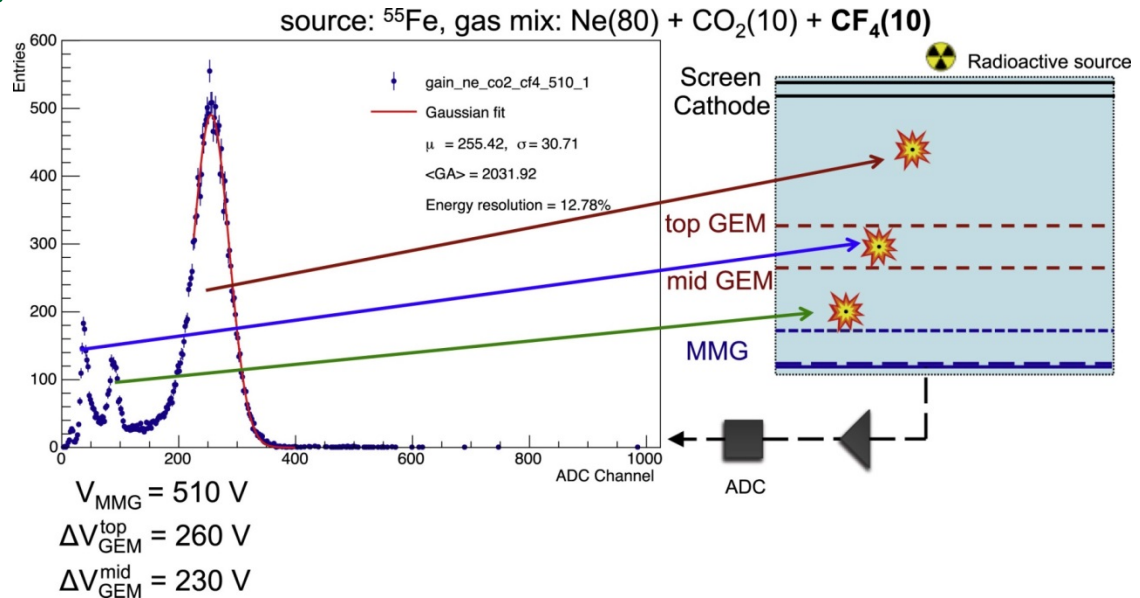 source: ⁵⁵Fe, gas mix: Ne(80) + CO₂(10) + CF₄(10)
Entries
600
500
400
300
200
100
0
0
200
400
600
800
1000
ADC Channel
gain_ne_co2_cf4_510_1
Gaussian fit
μ = 255.42, σ = 30.71
<GA> = 2031.92
Energy resolution = 12.78%
Radioactive source
Screen
Cathode
top GEM
mid GEM
MMG
ADC
V_MMG = 510 V
ΔV_GEM^top = 260 V
ΔV_GEM^mid = 230 V